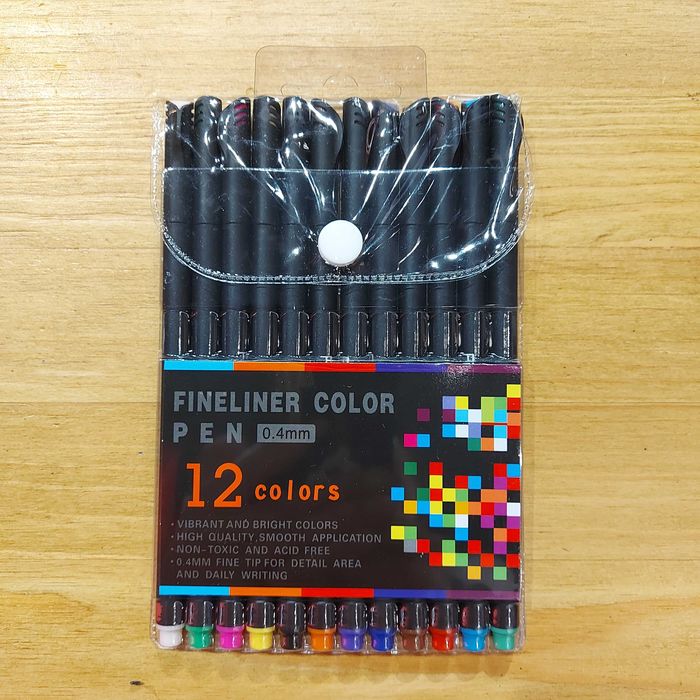 FINELINER COLOR
PEN 0.4mm
12 colors
• VIBRANT AND BRIGHT COLORS
• HIGH QUALITY,SMOOTH APPLICATION
• NON-TOXIC AND ACID FREE
• 0.4MM FINE TIP FOR DETAIL AREA
AND DAILY WRITING